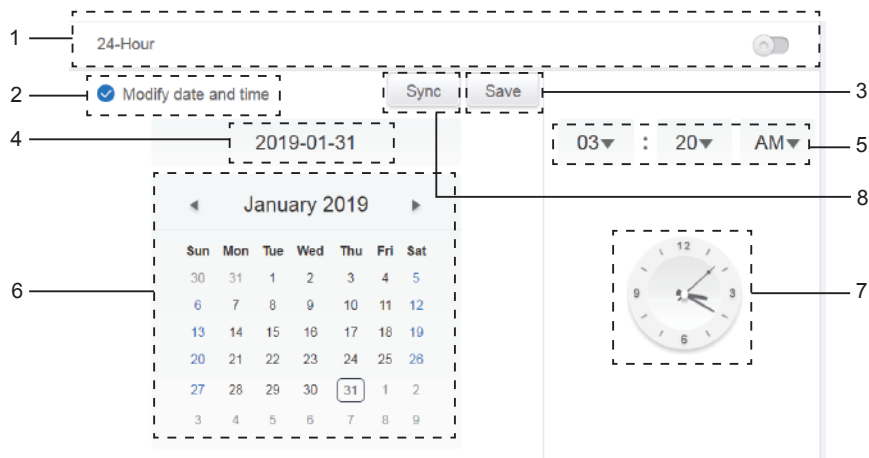 1 24-Hour
2 Modify date and time Sync Save 3
4 2019-01-31 03 : 20 AM 5
8
January 2019
Sun Mon Tue Wed Thu Fri Sat
30 31 1 2 3 4 5
6 7 8 9 10 11 12
13 14 15 16 17 18 19
20 21 22 23 24 25 26
27 28 29 30 31 1 2
3 4 5 6 7 8 9
6
12
9 3
6
7